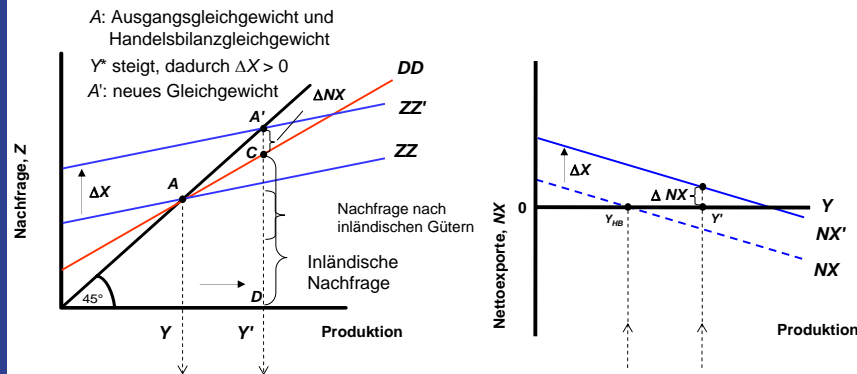 A: Ausgangsgleichgewicht und
Handelsbilanzgleichgewicht
Y* steigt, dadurch ΔX > 0
A': neues Gleichgewicht
Nachfrage, Z
DD
ΔNX
ZZ'
A'
C
ZZ
A
ΔX
Nachfrage nach
inländischen Gütern
Inländische
Nachfrage
45°
D
Y
Y'
Produktion
Nettoexporte, NX
ΔX
Δ NX
0
Y
Y_HB
Y'
NX'
NX
Produktion